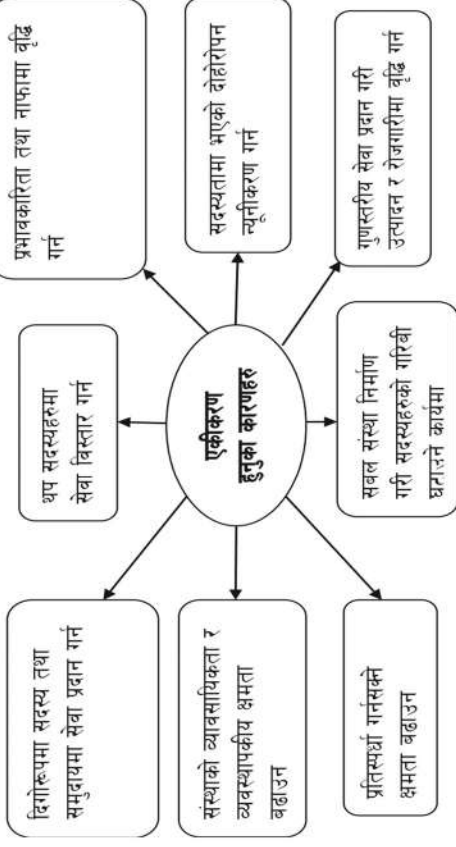 एकीकरण
हुनुका कारणहरु
थप सदस्यहरुमा
सेवा विस्तार गर्न
प्रभावकारिता तथा नाफामा वृद्धि
गर्न
सदस्यतामा भएको दोहोरोपन
न्यूनीकरण गर्न
गुणस्तरीय सेवा प्रदान गरी
उत्पादन र रोजगारीमा वृद्धि गर्न
सवल संस्था निर्माण
गरी सदस्यहरुको गरिबी
घटाउने कार्यमा
प्रतिस्पर्धा गर्नसक्ने
क्षमता बढाउन
संस्थाको व्यावसायिकता र
व्यवस्थापकीय क्षमता
बढाउन
दिगोरूपमा सदस्य तथा
समुदायमा सेवा प्रदान गर्न